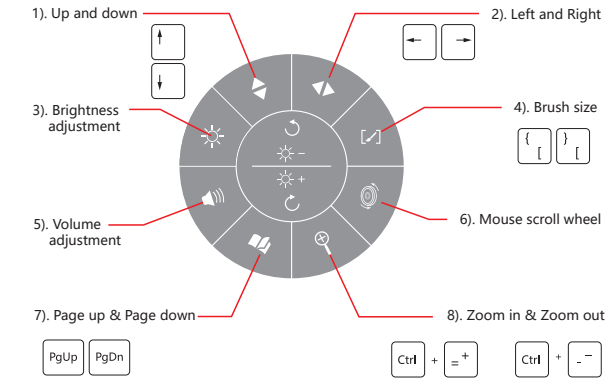 1). Up and down
2). Left and Right
↑
↓
← →
3). Brightness
adjustment
4). Brush size
{ [ } [
- 
+
5). Volume
adjustment
6). Mouse scroll wheel
7). Page up & Page down
8). Zoom in & Zoom out
PgUp PgDn
Ctrl + = +
Ctrl + - -